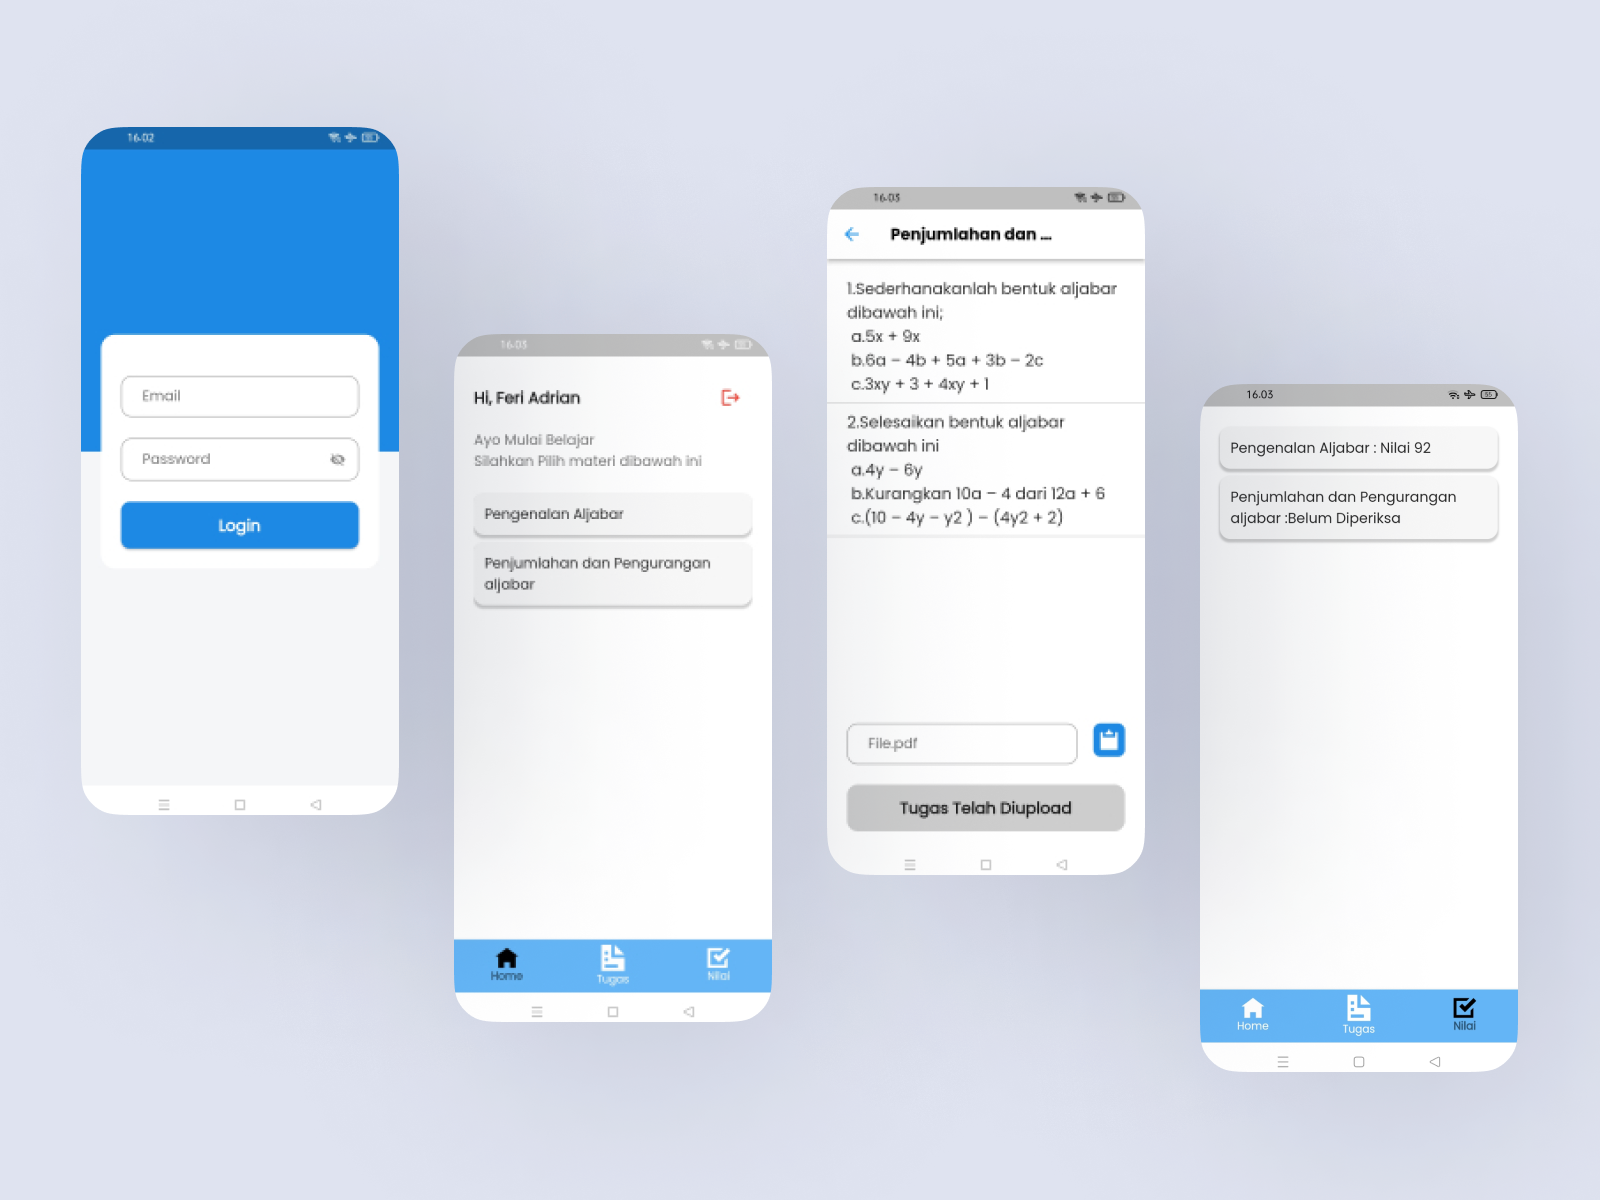 16.02
Email
Password
Login
16.03
Hi, Feri Adrian
Ayo Mulai Belajar
Silahkan Pilih materi dibawah ini
Pengenalan Aljabar
Penjumlahan dan Pengurangan
aljabar
Home Tugas Nilai
16.03
Penjumlahan dan ...
1.Sederhanakanlah bentuk aljabar
dibawah ini;
a.5x + 9x
b.6a – 4b + 5a + 3b – 2c
c.3xy + 3 + 4xy + 1
2.Selesaikan bentuk aljabar
dibawah ini
a.4y – 6y
b.Kurangkan 10a – 4 dari 12a + 6
c.(10 – 4y – y2 ) – (4y2 + 2)
File.pdf
Tugas Telah Diupload
16.03
55
Pengenalan Aljabar : Nilai 92
Penjumlahan dan Pengurangan
aljabar :Belum Diperiksa
Home Tugas Nilai